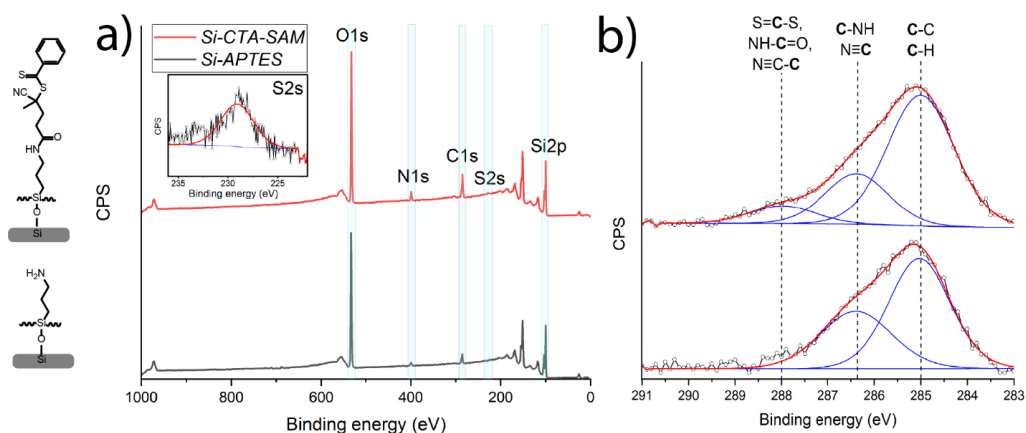 a)
Si-CTA-SAM
Si-APTES
S2s
CPS
235 230 225
Binding energy (eV)
O1s
N1s
C1s
S2s
Si2p
CPS
1000 800 600 400 200 0
Binding energy (eV)
S
S
NC
O
HN
Si
O
Si
H₂N
Si
O
Si
b)
S=C-S,
NH-C=O,
N≡C-C
C-NH
N≡C
C-C
C-H
CPS
291 290 289 288 287 286 285 284 283
Binding energy (eV)